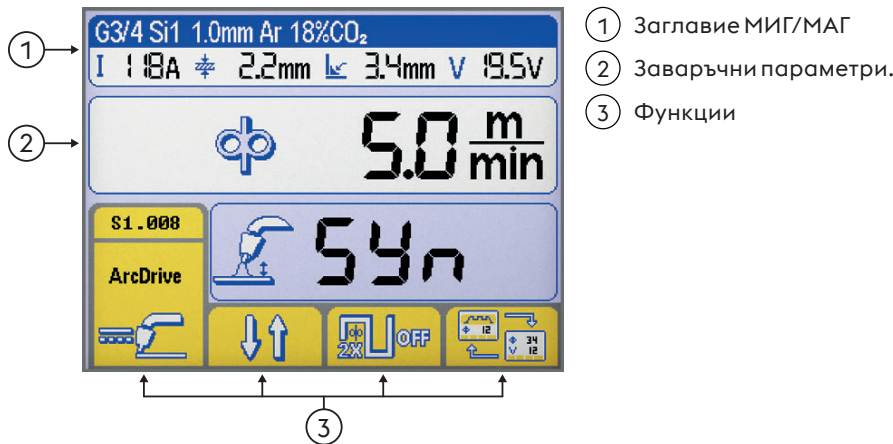 G3/4 Si1 1.0mm Ar 18%CO₂
I 118A 2.2mm 3.4mm V 19.5V
5.0 m/min
S1.008
ArcDrive
Syn
2X OFF
12
34
V 12
1 Заглавие МИГ/МАГ
2 Заваръчни параметри.
3 Функции
1
2
3